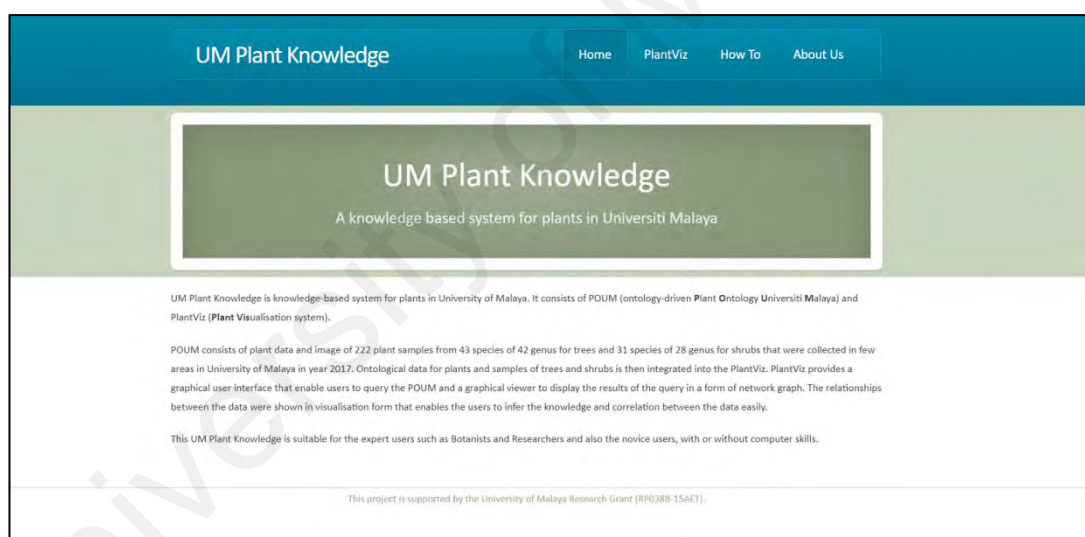 UM Plant Knowledge
Home PlantViz How To About Us
UM Plant Knowledge
A knowledge based system for plants in Universiti Malaya
UM Plant Knowledge is knowledge-based system for plants in University of Malaya. It consists of POUM (ontology-driven Plant Ontology Universiti Malaya) and
PlantViz (Plant Visualisation system).
POUM consists of plant data and image of 222 plant samples from 43 species of 42 genus for trees and 31 species of 28 genus for shrubs that were collected in few
areas in University of Malaya in year 2017. Ontological data for plants and samples of trees and shrubs is then integrated into the PlantViz. PlantViz provides a
graphical user interface that enable users to query the POUM and a graphical viewer to display the results of the query in a form of network graph. The relationships
between the data were shown in visualisation form that enables the users to infer the knowledge and correlation between the data easily.
This UM Plant Knowledge is suitable for the expert users such as Botanists and Researchers and also the novice users, with or without computer skills.
This project is supported by the University of Malaya Research Grant (RP038B-15AET).